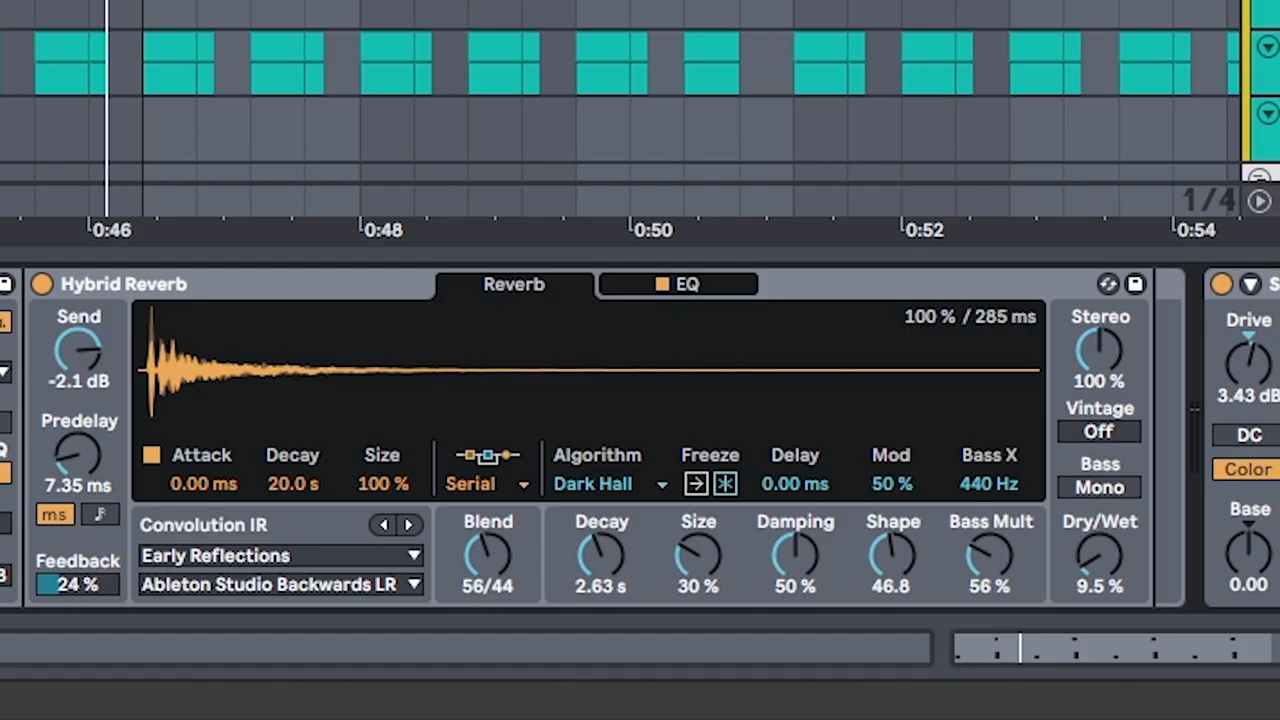 1/4
0:46 0:48 0:50 0:52 0:54
Hybrid Reverb Reverb EQ
Send
-2.1 dB
Predelay
7.35 ms
ms
Feedback
24 %
100 % / 285 ms
Attack Decay Size Algorithm Freeze Delay Mod Bass X
0.00 ms 20.0 s 100 % Serial Dark Hall 0.00 ms 50 % 440 Hz
Convolution IR
Early Reflections
Ableton Studio Backwards LR
Blend Decay Size Damping Shape Bass Mult
56/44 2.63 s 30 % 50 % 46.8 56 %
Stereo
100 %
Vintage
Off
Bass
Mono
Dry/Wet
9.5 %
S
Drive
3.43 dB
DC
Color
Base
0.00